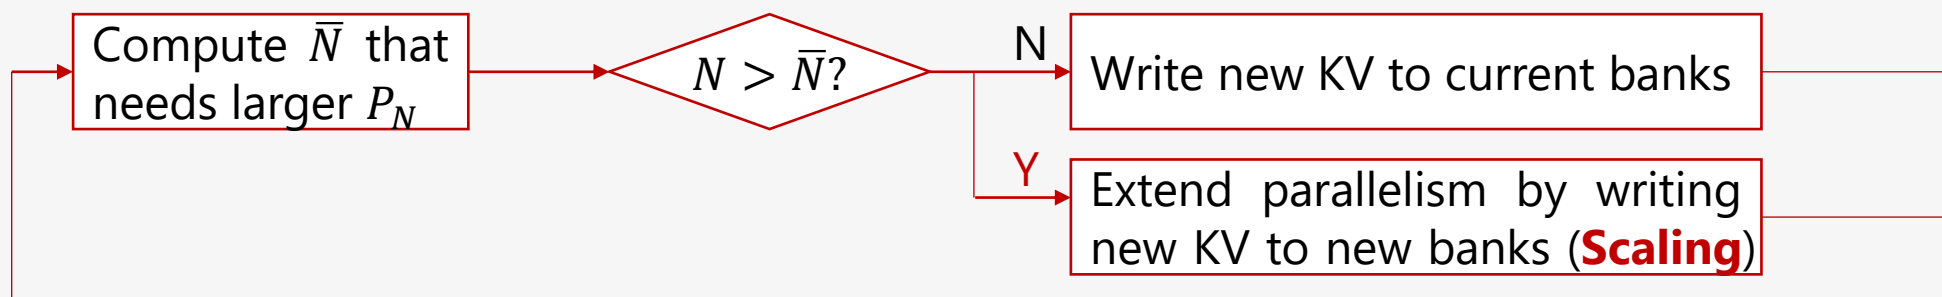 Compute N̅ that
needs larger P_N
N > N̅?
N
Write new KV to current banks
Y
Extend parallelism by writing
new KV to new banks (Scaling)